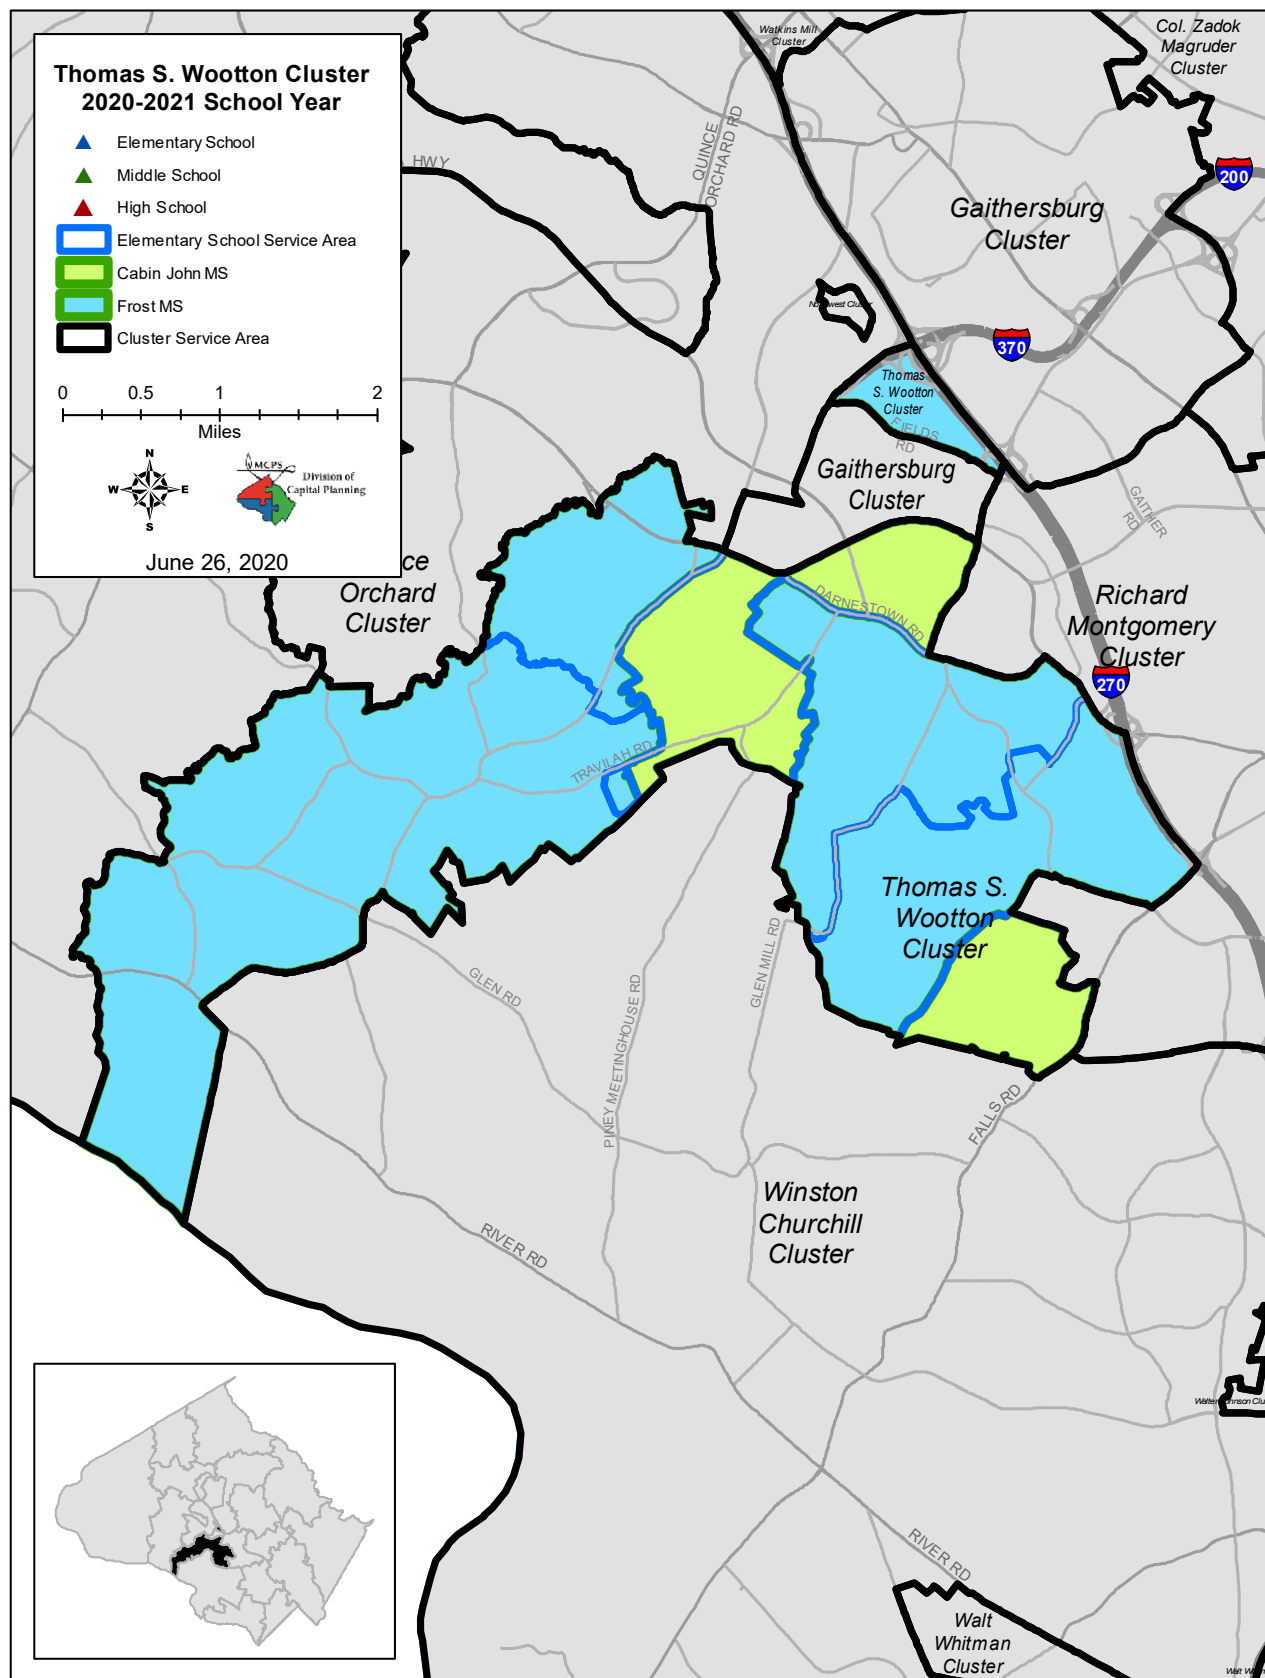 Thomas S. Wootton Cluster
2020-2021 School Year
Elementary School
Middle School
High School
Elementary School Service Area
Cabin John MS
Frost MS
Cluster Service Area
0 0.5 1 2
Miles
N
W E
S
MCPS
Division of
Capital Planning
June 26, 2020
Watkins Mill
Cluster
Col. Zadok
Magruder
Cluster
HWY
QUINCE
ORCHARD RD
200
Gaithersburg
Cluster
370
Thomas
S. Wootton
Cluster
FIELDS
RD
Gaithersburg
Cluster
GAITHER
RD
Orchard
Cluster
DARNESTOWN RD
Richard
Montgomery
Cluster
270
TRAVILAH RD
Thomas S.
Wootton
Cluster
GLEN RD
PINEY MEETINGHOUSE RD
GLEN MILL RD
FALLS RD
Winston
Churchill
Cluster
RIVER RD
RIVER RD
Walt
Whitman
Cluster